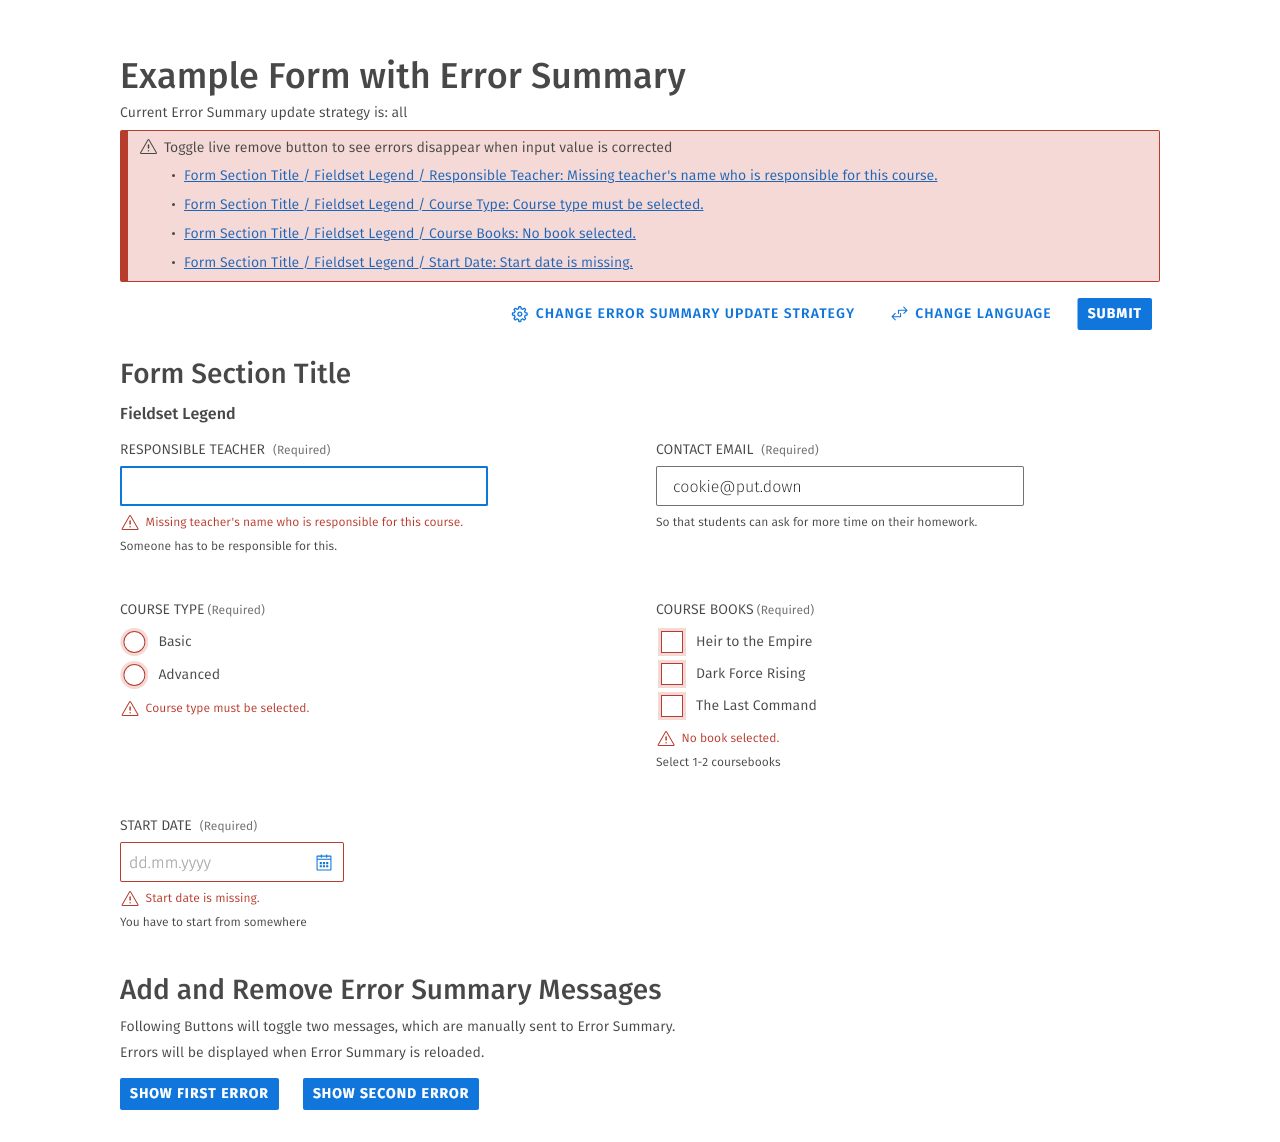 Example Form with Error Summary
Current Error Summary update strategy is: all
Toggle live remove button to see errors disappear when input value is corrected
• Form Section Title / Fieldset Legend / Responsible Teacher: Missing teacher's name who is responsible for this course.
• Form Section Title / Fieldset Legend / Course Type: Course type must be selected.
• Form Section Title / Fieldset Legend / Course Books: No book selected.
• Form Section Title / Fieldset Legend / Start Date: Start date is missing.
CHANGE ERROR SUMMARY UPDATE STRATEGY CHANGE LANGUAGE SUBMIT
Form Section Title
Fieldset Legend
RESPONSIBLE TEACHER (Required)
Missing teacher's name who is responsible for this course.
Someone has to be responsible for this.
CONTACT EMAIL (Required)
cookie@put.down
So that students can ask for more time on their homework.
COURSE TYPE (Required)
Basic
Advanced
Course type must be selected.
COURSE BOOKS (Required)
Heir to the Empire
Dark Force Rising
The Last Command
No book selected.
Select 1-2 coursebooks
START DATE (Required)
dd.mm.yyyy
Start date is missing.
You have to start from somewhere
Add and Remove Error Summary Messages
Following Buttons will toggle two messages, which are manually sent to Error Summary.
Errors will be displayed when Error Summary is reloaded.
SHOW FIRST ERROR SHOW SECOND ERROR